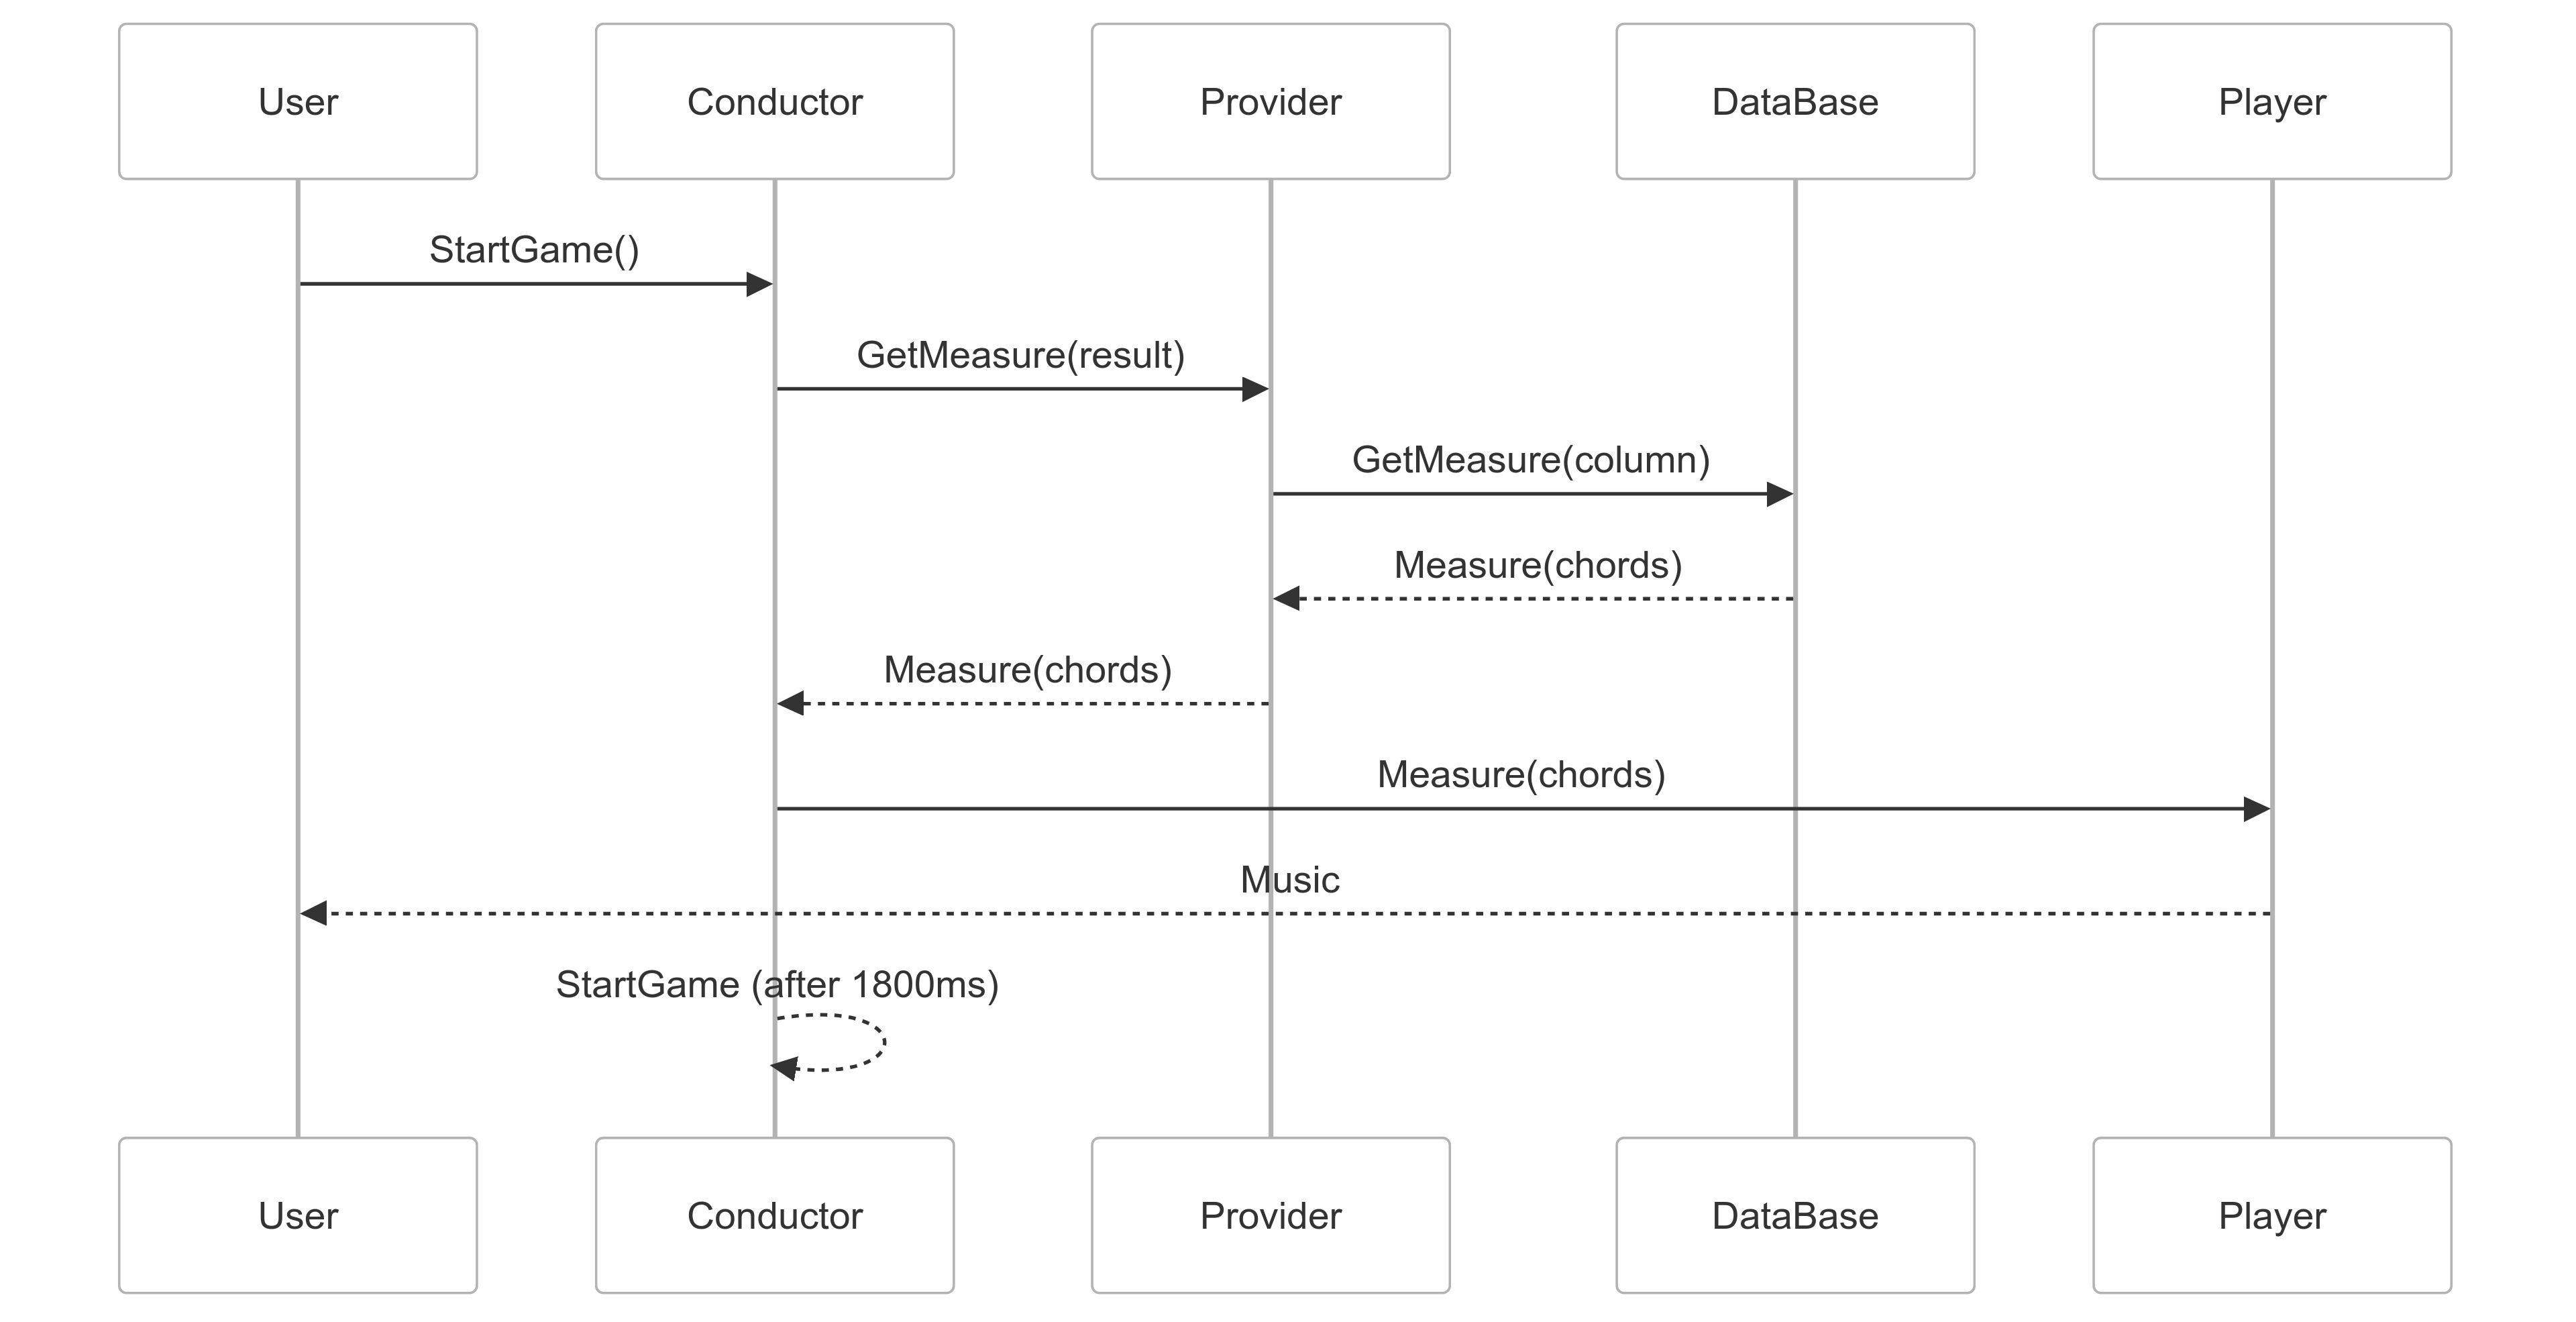 User
Conductor
Provider
DataBase
Player
StartGame()
GetMeasure(result)
GetMeasure(column)
Measure(chords)
Measure(chords)
Measure(chords)
Music
StartGame (after 1800ms)
User
Conductor
Provider
DataBase
Player